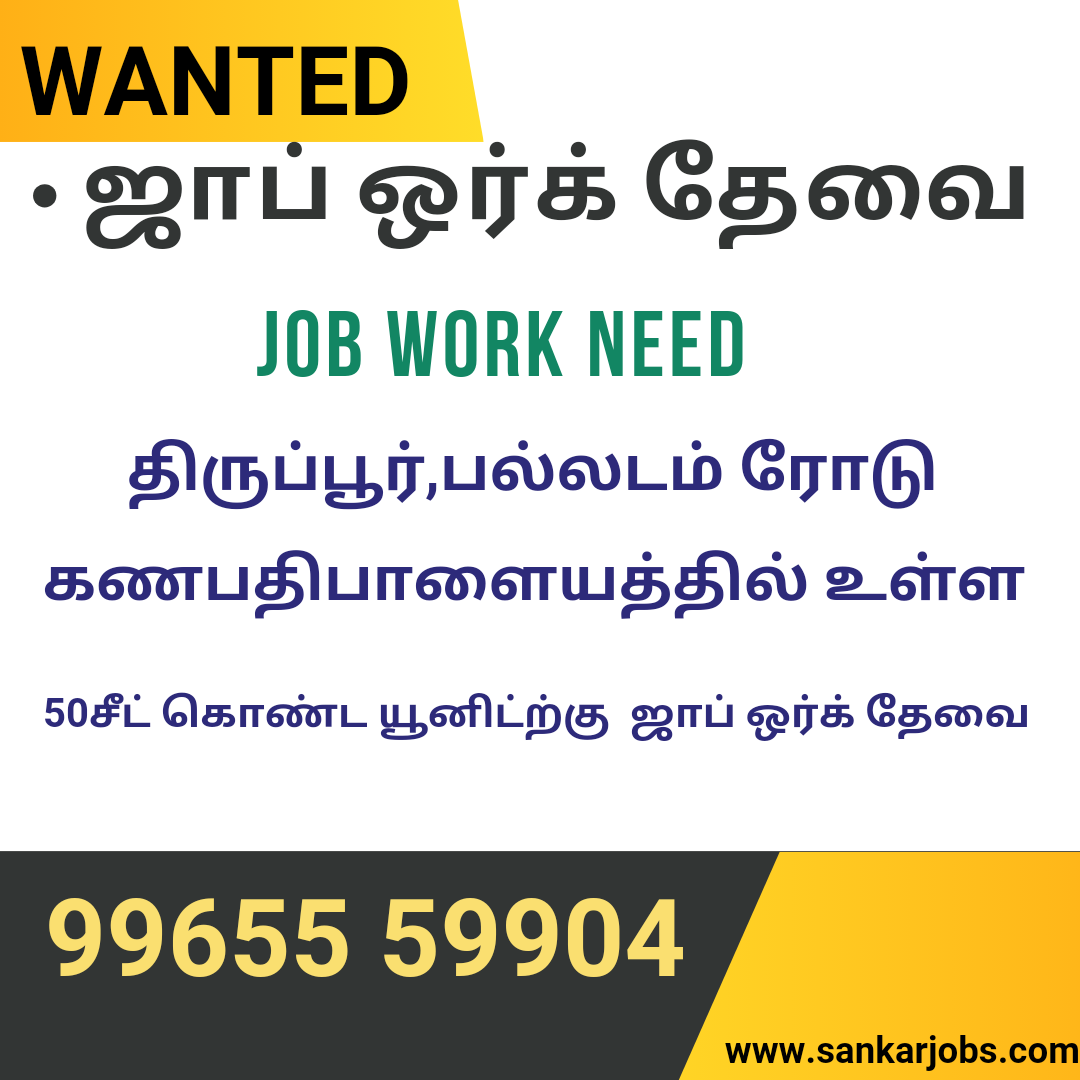 WANTED
• ஜாப் ஒர்க் தேவை
JOB WORK NEED
திருப்பூர்,பல்லடம் ரோடு
கணபதிபாளையத்தில் உள்ள
50சீட் கொண்ட யூனிட்ற்கு ஜாப் ஒர்க் தேவை
99655 59904
www.sankarjobs.com